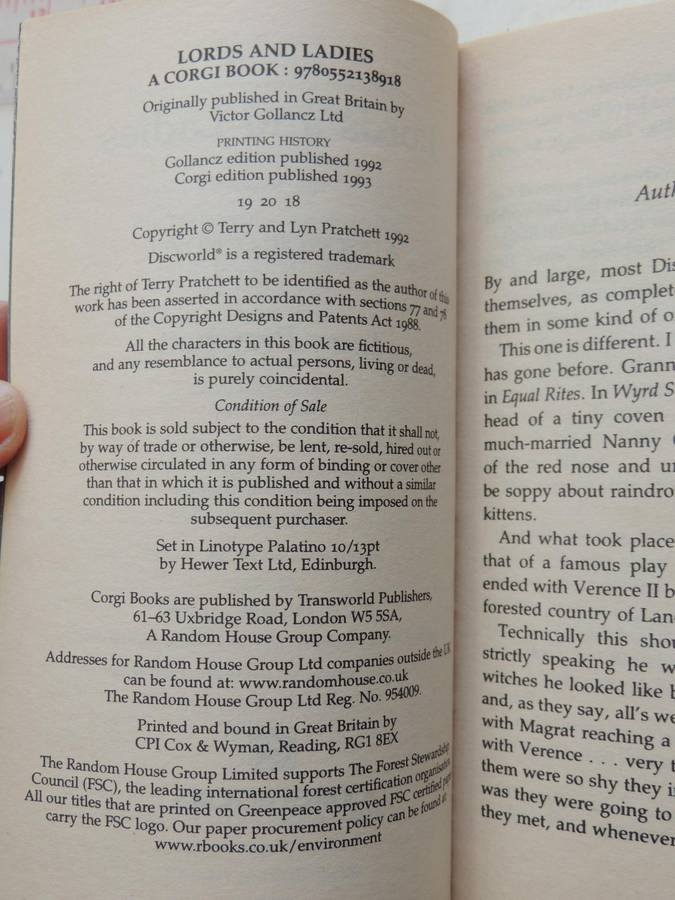 LORDS AND LADIES
A CORGI BOOK : 9780552138918
Originally published in Great Britain by
Victor Gollancz Ltd
PRINTING HISTORY
Gollancz edition published 1992
Corgi edition published 1993
19 20 18
Copyright © Terry and Lyn Pratchett 1992
Discworld® is a registered trademark
The right of Terry Pratchett to be identified as the author of this
work has been asserted in accordance with sections 77 and 78
of the Copyright Designs and Patents Act 1988.
All the characters in this book are fictitious,
and any resemblance to actual persons, living or dead,
is purely coincidental.
Condition of Sale
This book is sold subject to the condition that it shall not,
by way of trade or otherwise, be lent, re-sold, hired out or
otherwise circulated in any form of binding or cover other
than that in which it is published and without a similar
condition including this condition being imposed on the
subsequent purchaser.
Set in Linotype Palatino 10/13pt
by Hewer Text Ltd, Edinburgh.
Corgi Books are published by Transworld Publishers,
61–63 Uxbridge Road, London W5 5SA,
A Random House Group Company.
Addresses for Random House Group Ltd companies outside the UK
can be found at: www.randomhouse.co.uk
The Random House Group Ltd Reg. No. 954009.
Printed and bound in Great Britain by
CPI Cox & Wyman, Reading, RG1 8EX
The Random House Group Limited supports The Forest Stewardship
Council (FSC), the leading international forest certification organisation.
All our titles that are printed on Greenpeace approved FSC certified paper
carry the FSC logo. Our paper procurement policy can be found at
www.rbooks.co.uk/environment
Auth
By and large, most Dis
themselves, as complet
them in some kind of o
This one is different. I
has gone before. Grann
in Equal Rites. In Wyrd S
head of a tiny coven
much-married Nanny
of the red nose and un
be soppy about raindro
kittens.
And what took place
that of a famous play
ended with Verence II b
forested country of Lan
Technically this shou
strictly speaking he w
witches he looked like b
and, as they say, all's we
with Magrat reaching a
with Verence . . . very t
them were so shy they i
was they were going to
they met, and whenever